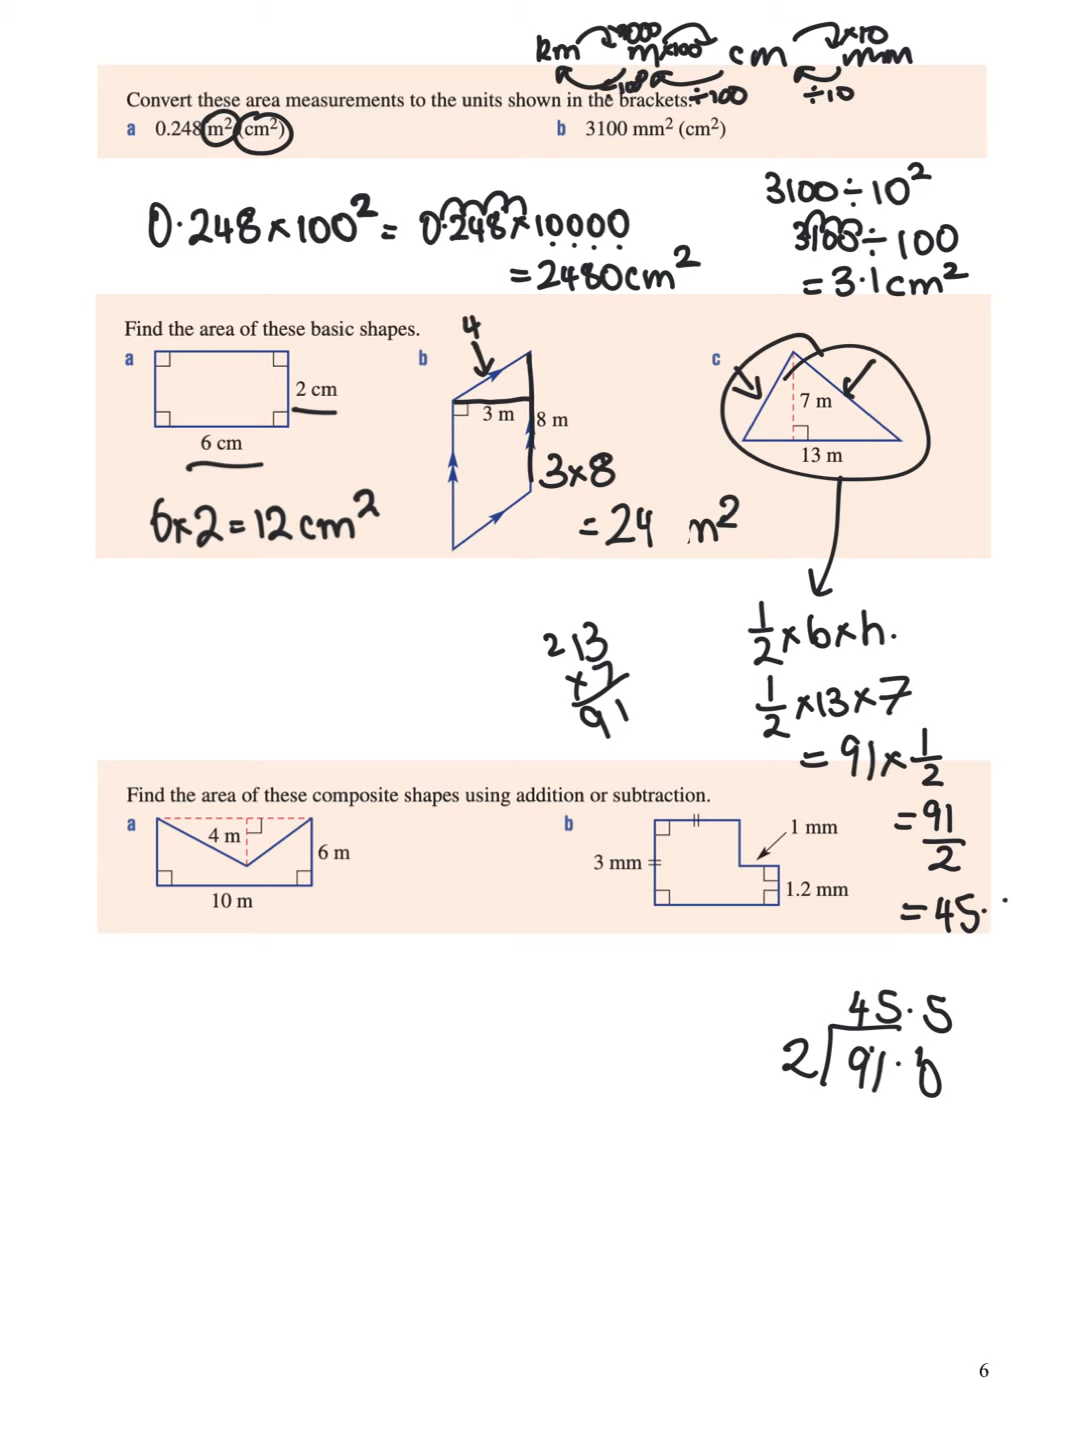 km ×1000 m ×100 cm ×10 mm
÷100 ÷10
Convert these area measurements to the units shown in the brackets.
a 0.248 m² (cm²)
b 3100 mm² (cm²)
0.248×100² = 0.248×10000
= 2480cm²
3100÷10²
3100÷100
= 3.1cm²
Find the area of these basic shapes.
a
2 cm
6 cm
6×2=12cm²
b
4
3 m
8 m
3×8
=24 m²
c
7 m
13 m
1/2×b×h.
1/2×13×7
= 91×1/2
= 91/2
= 45.
2 13
×7
91
Find the area of these composite shapes using addition or subtraction.
a
4 m
6 m
10 m
b
1 mm
3 mm
1.2 mm
45.5
2 91.0
6